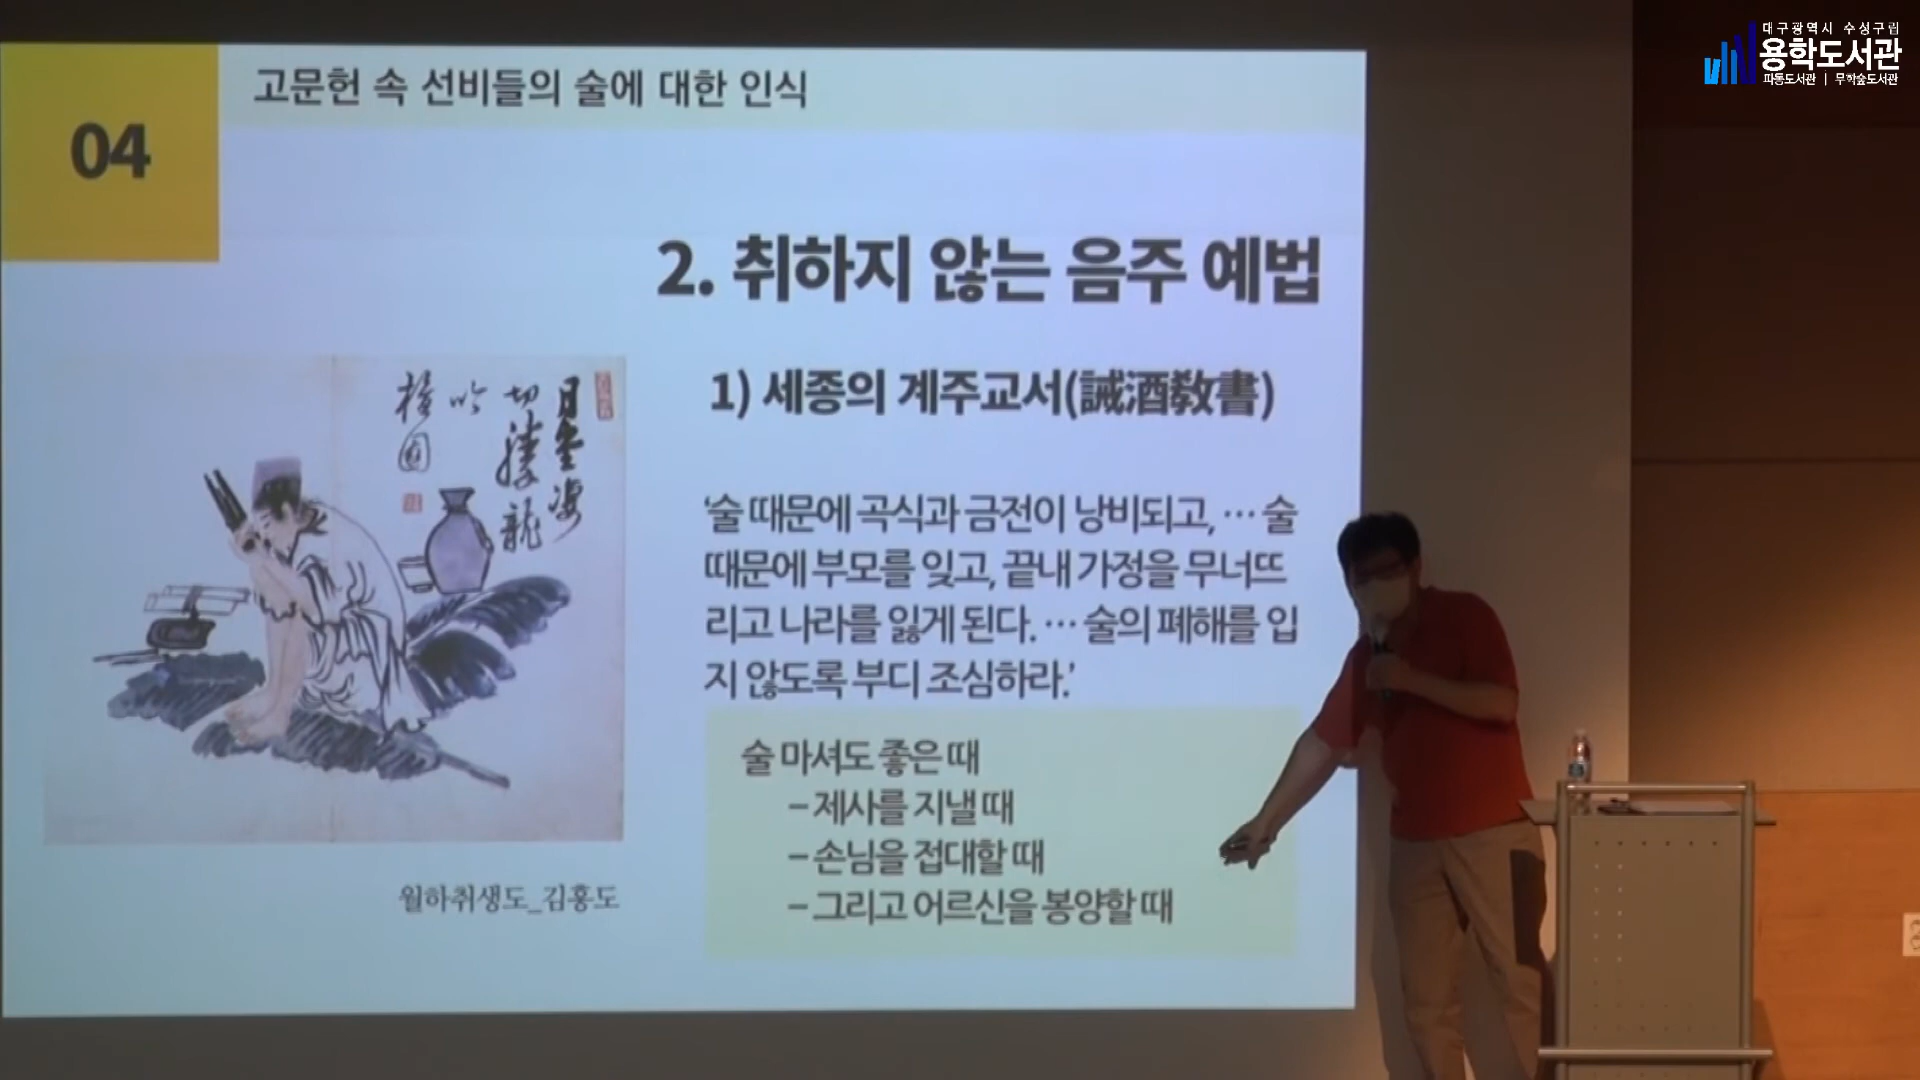 대구광역시 수성구립
용학도서관
파동도서관 | 무학숲도서관
04
고문헌 속 선비들의 술에 대한 인식
2. 취하지 않는 음주 예법
1) 세종의 계주교서(誡酒敎書)
‘술 때문에 곡식과 금전이 낭비되고, … 술
때문에 부모를 잊고, 끝내 가정을 무너뜨
리고 나라를 잃게 된다. … 술의 폐해를 입
지 않도록 부디 조심하라.’
술 마셔도 좋은 때
– 제사를 지낼 때
– 손님을 접대할 때
– 그리고 어르신을 봉양할 때
월하취생도_김홍도